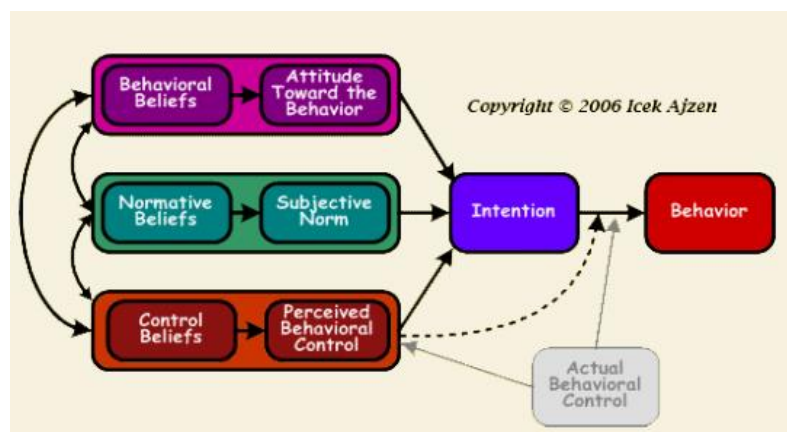 Behavioral
Beliefs
Attitude
Toward the
Behavior
Copyright © 2006 Icek Ajzen
Normative
Beliefs
Subjective
Norm
Intention
Behavior
Control
Beliefs
Perceived
Behavioral
Control
Actual
Behavioral
Control